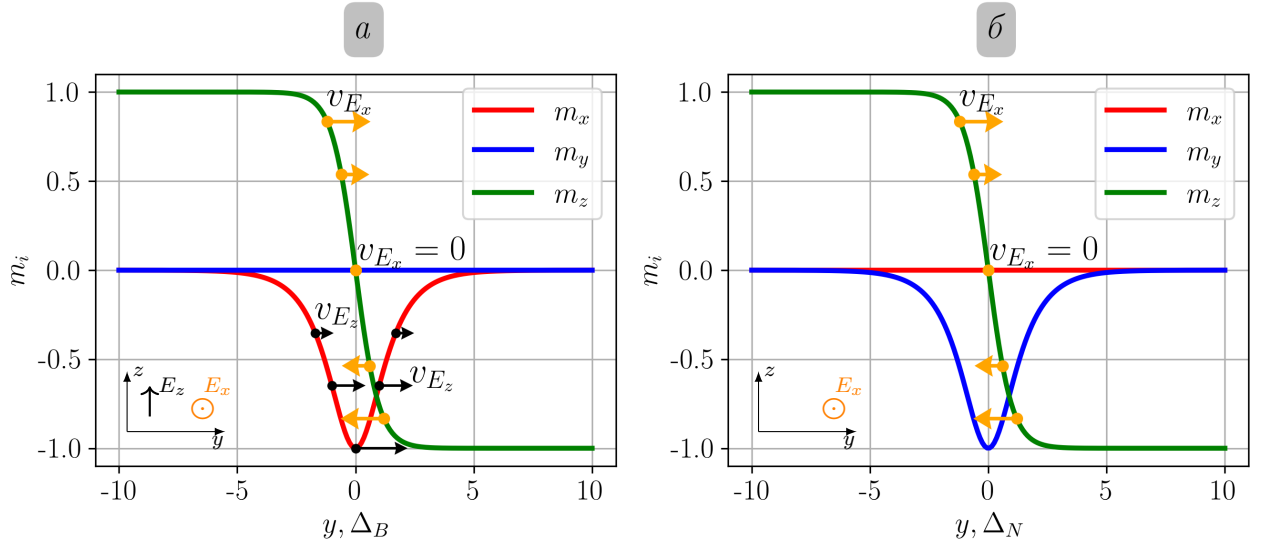 а
1.0
0.5
0.0
-0.5
-1.0
m_i
-10
-5
0
5
10
y, Δ_B
v_{E_x}
v_{E_x} = 0
v_{E_z}
v_{E_z}
m_x
m_y
m_z
z
E_z
E_x
y
б
1.0
0.5
0.0
-0.5
-1.0
m_i
-10
-5
0
5
10
y, Δ_N
v_{E_x}
v_{E_x} = 0
m_x
m_y
m_z
z
E_x
y